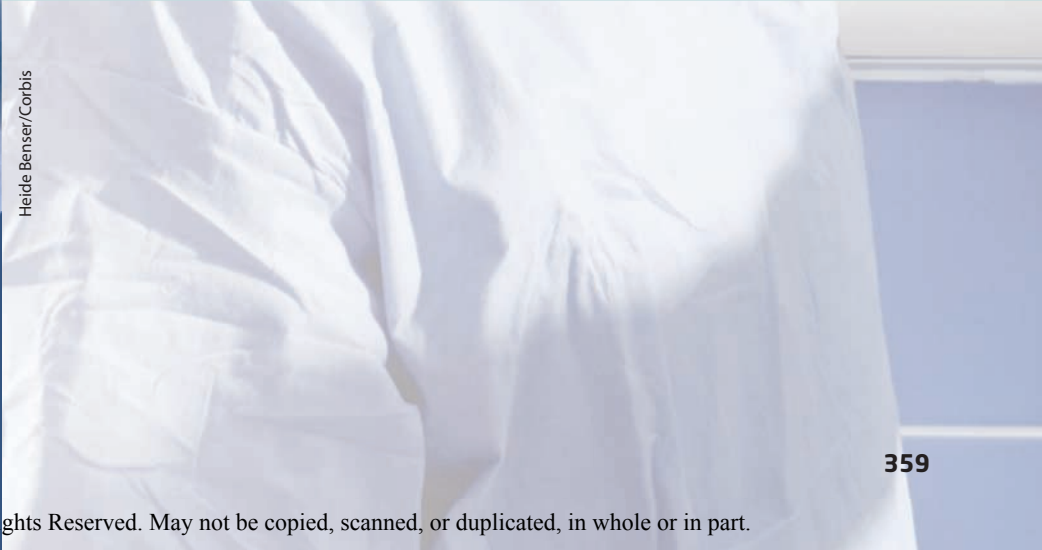 Heide Benser/Corbis
359
ghts Reserved. May not be copied, scanned, or duplicated, in whole or in part.